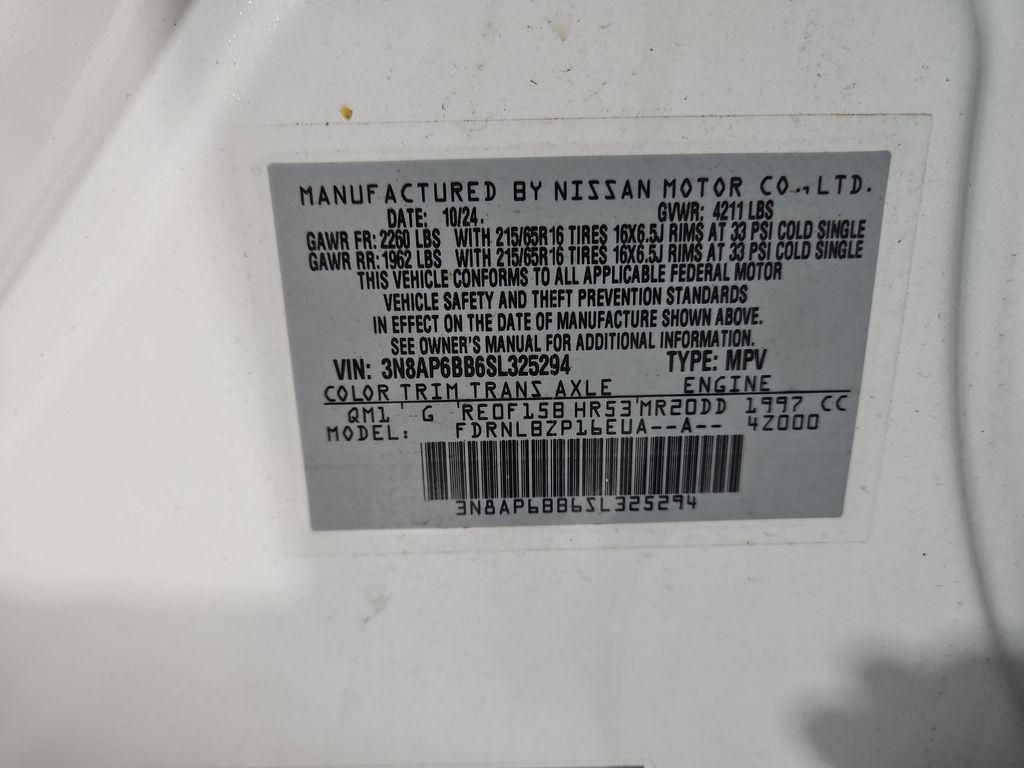 MANUFACTURED BY NISSAN MOTOR CO., LTD.
DATE: 10/24. GVWR: 4211 LBS
GAWR FR: 2260 LBS WITH 215/65R16 TIRES 16X6.5J RIMS AT 33 PSI COLD SINGLE
GAWR RR: 1962 LBS WITH 215/65R16 TIRES 16X6.5J RIMS AT 33 PSI COLD SINGLE
THIS VEHICLE CONFORMS TO ALL APPLICABLE FEDERAL MOTOR
VEHICLE SAFETY AND THEFT PREVENTION STANDARDS
IN EFFECT ON THE DATE OF MANUFACTURE SHOWN ABOVE.
SEE OWNER'S MANUAL FOR ADDITIONAL INFORMATION.
VIN: 3N8AP6BB6SL325294 TYPE: MPV
COLOR TRIM TRANS AXLE ENGINE
QM1 G RE0F15B HR53 MR20DD 1997 CC
MODEL: FDRNLBZP16EUA--A-- 4Z000
3N8AP6BB6SL325294